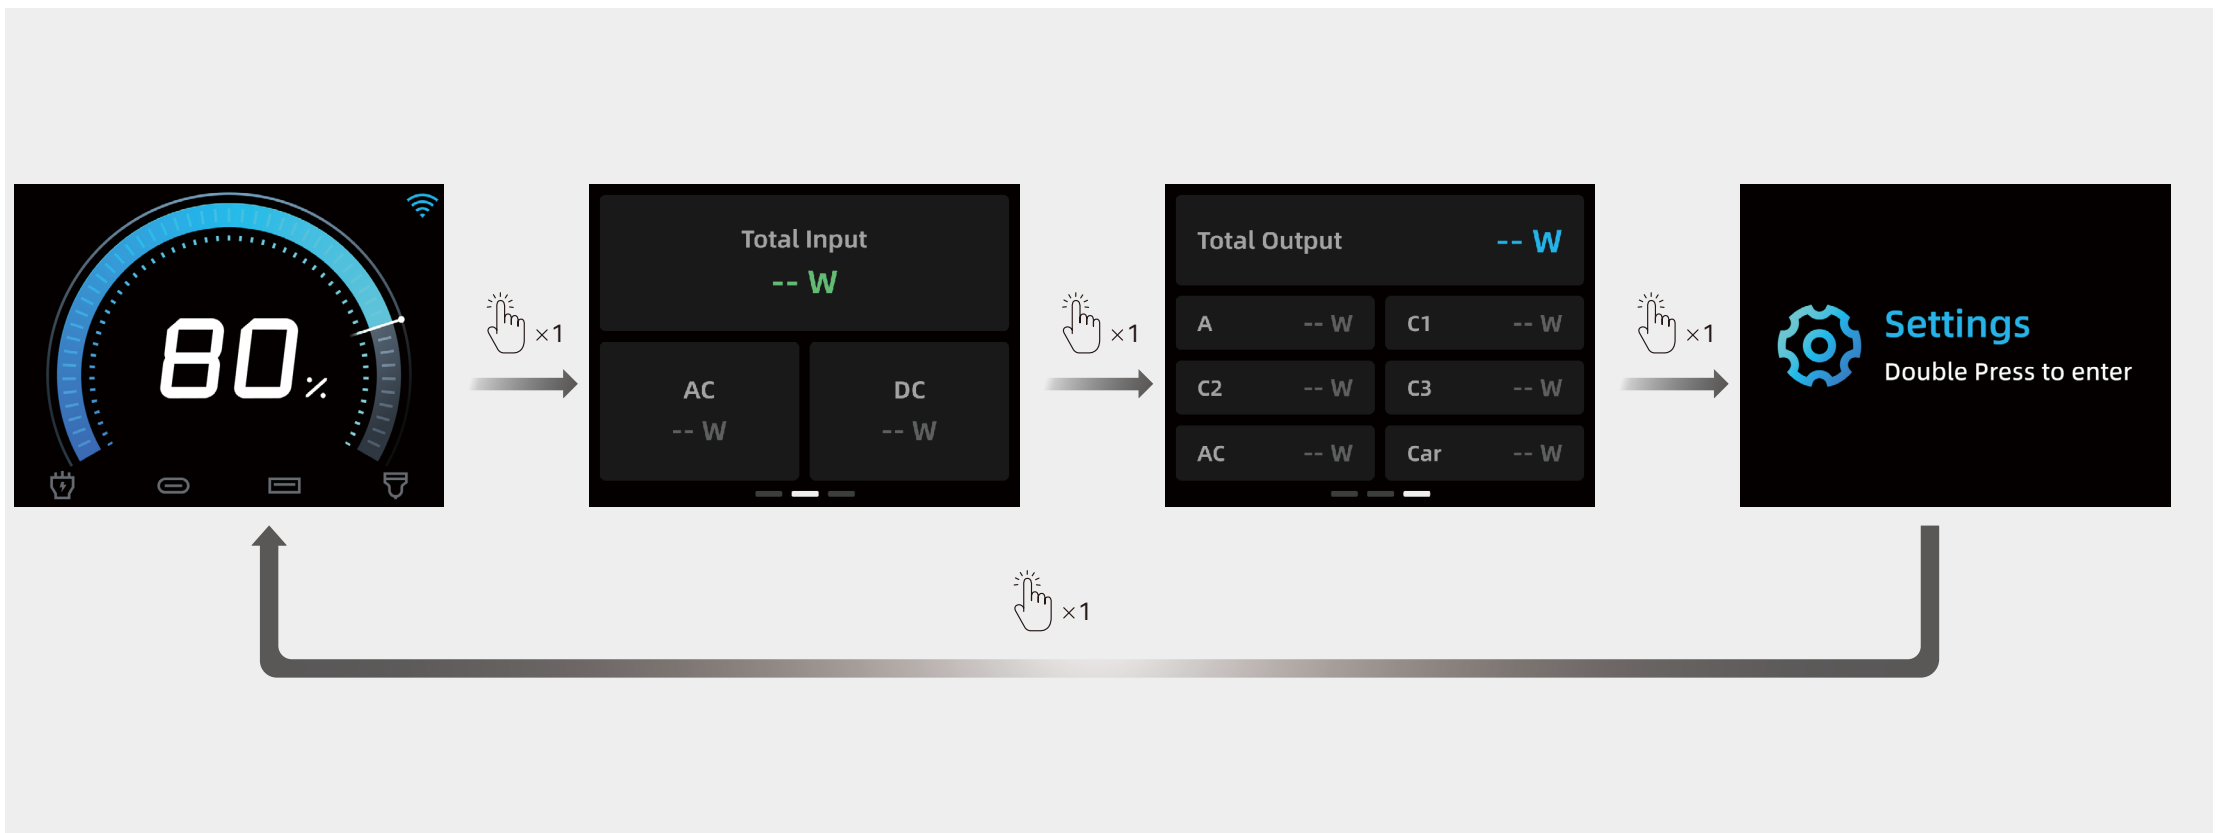 80%
×1
Total Input
-- W
AC
-- W
DC
-- W
×1
Total Output -- W
A -- W
C1 -- W
C2 -- W
C3 -- W
AC -- W
Car -- W
×1
Settings
Double Press to enter
×1